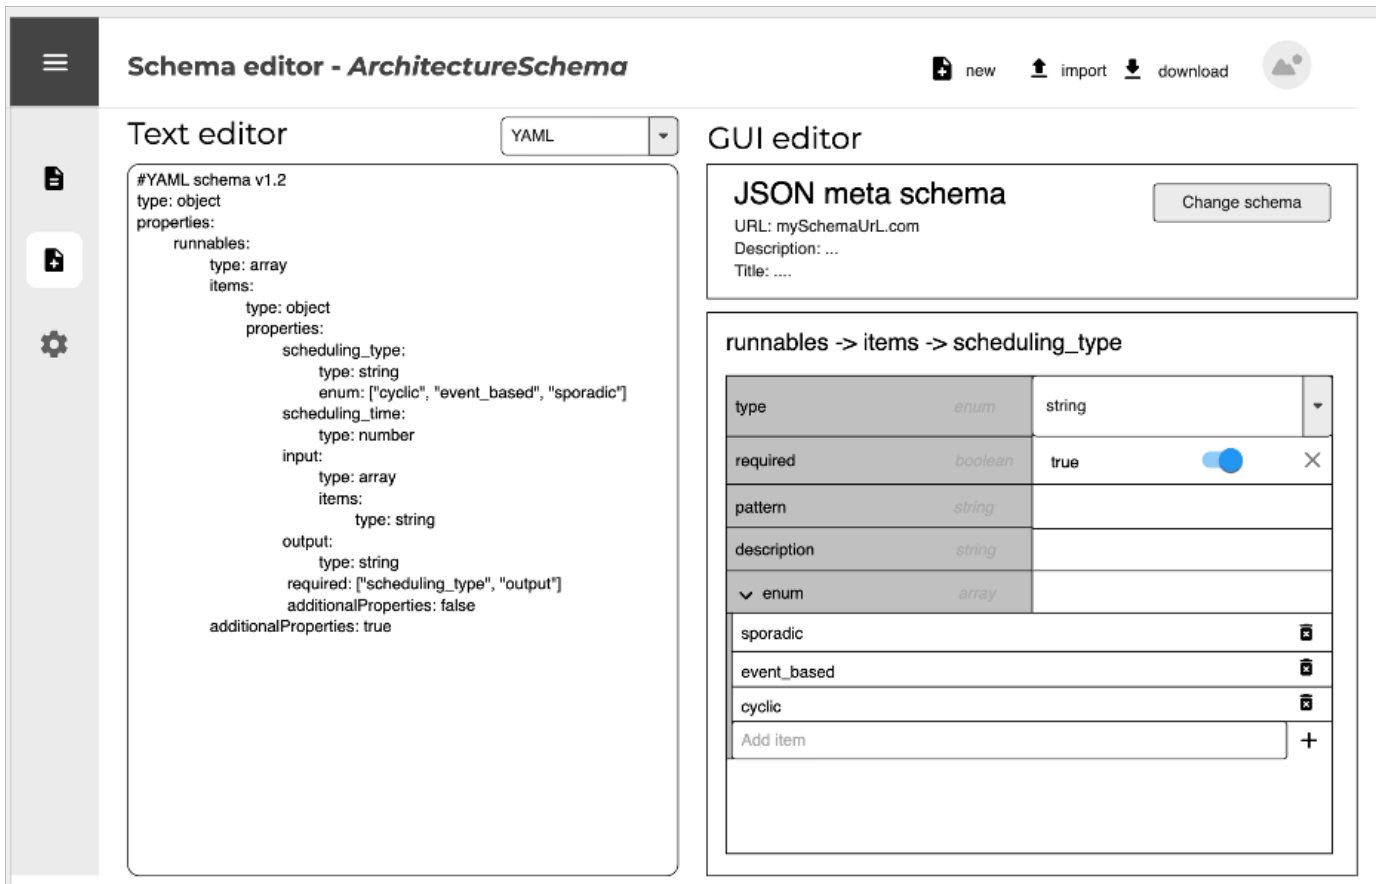 Schema editor - ArchitectureSchema
new import download
Text editor
YAML
#YAML schema v1.2
type: object
properties:
runnables:
type: array
items:
type: object
properties:
scheduling_type:
type: string
enum: ["cyclic", "event_based", "sporadic"]
scheduling_time:
type: number
input:
type: array
items:
type: string
output:
type: string
required: ["scheduling_type", "output"]
additionalProperties: false
additionalProperties: true
GUI editor
JSON meta schema
Change schema
URL: mySchemaUrL.com
Description: ...
Title: ....
runnables -> items -> scheduling_type
type enum string
required boolean true
pattern string
description string
enum array
sporadic
event_based
cyclic
Add item